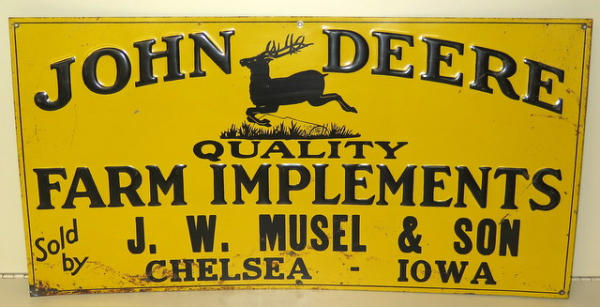 JOHN DEERE
QUALITY
FARM IMPLEMENTS
Sold by J. W. MUSEL & SON
CHELSEA - IOWA